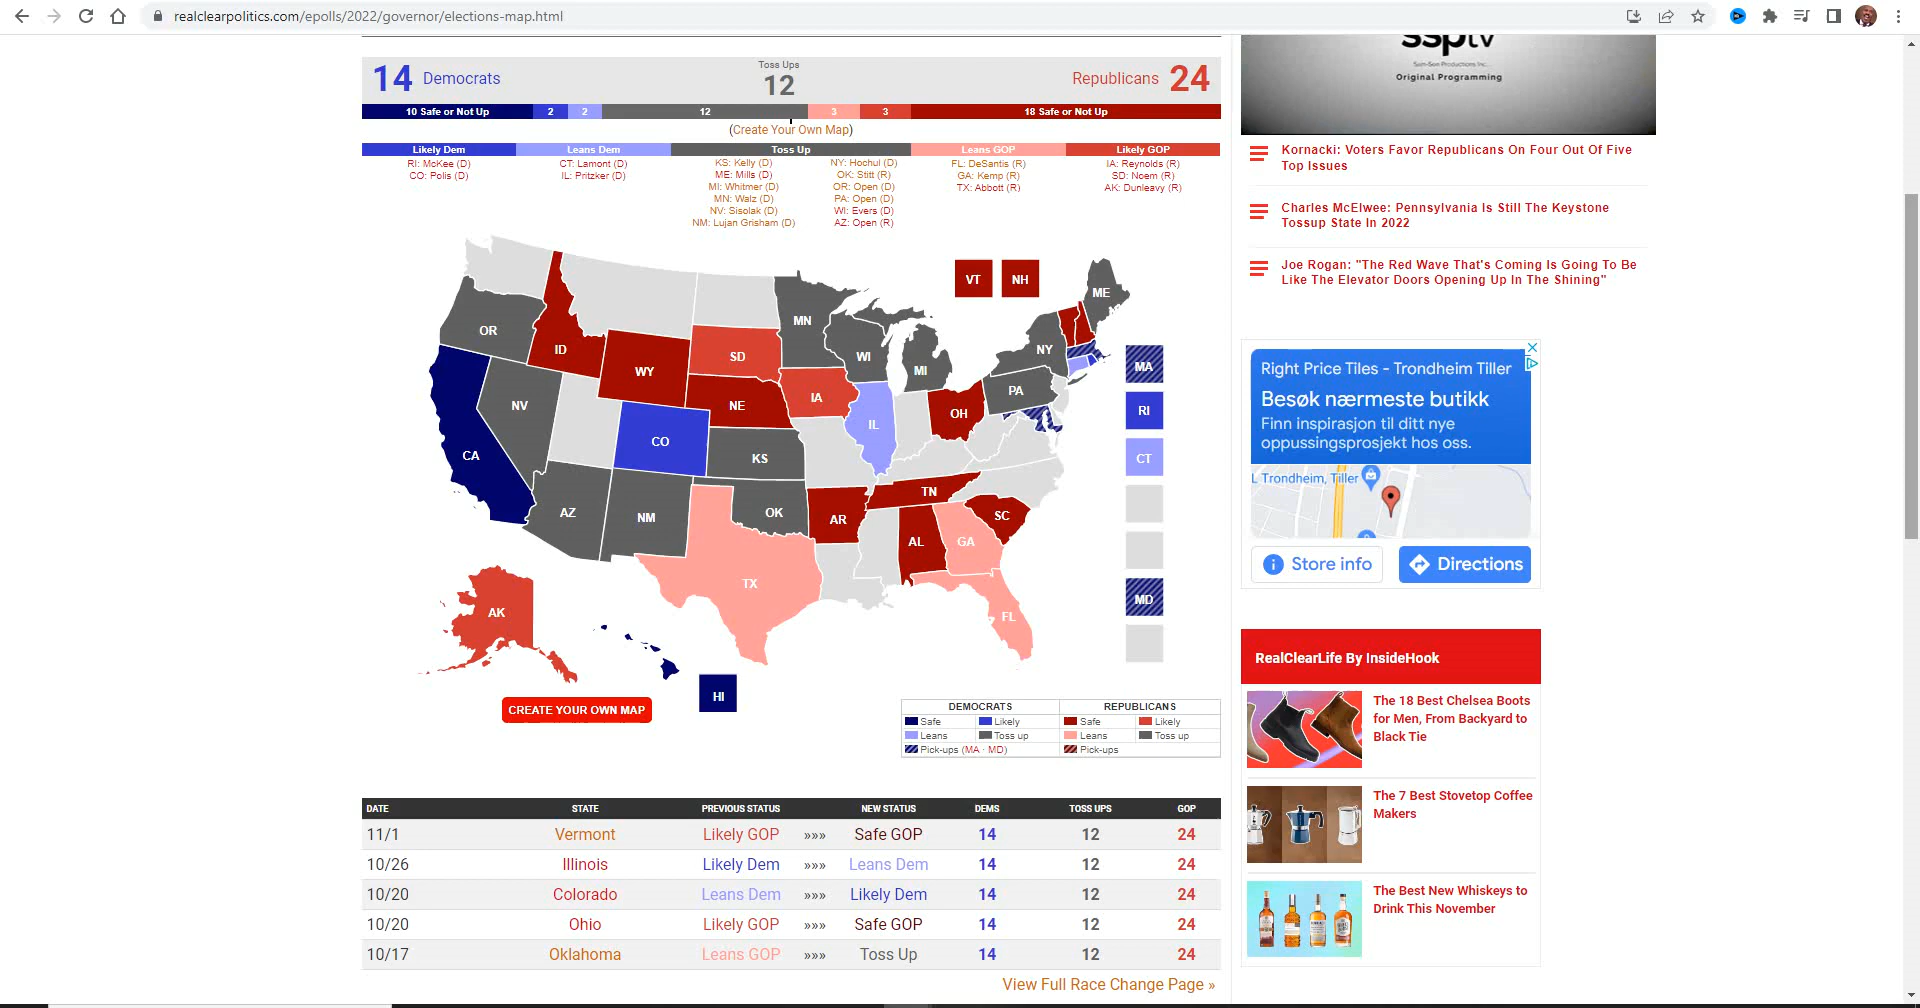 realclearpolitics.com/epolls/2022/governor/elections-map.html
14 Democrats
Toss Ups
12
Republicans 24
10 Safe or Not Up
2
2
12
3
3
18 Safe or Not Up
(Create Your Own Map)
Likely Dem
RI: McKee (D)
CO: Polis (D)
Leans Dem
CT: Lamont (D)
IL: Pritzker (D)
Toss Up
KS: Kelly (D)
ME: Mills (D)
MI: Whitmer (D)
MN: Walz (D)
NV: Sisolak (D)
NM: Lujan Grisham (D)
NY: Hochul (D)
OK: Stitt (R)
OR: Open (D)
PA: Open (D)
WI: Evers (D)
AZ: Open (R)
Leans GOP
FL: DeSantis (R)
GA: Kemp (R)
TX: Abbott (R)
Likely GOP
IA: Reynolds (R)
SD: Noem (R)
AK: Dunleavy (R)
VT
NH
ME
OR
ID
MN
WI
MI
NY
SD
WY
PA
MA
NV
NE
IA
OH
RI
CA
CO
KS
IL
CT
AZ
NM
OK
AR
TN
SC
AL
GA
TX
FL
MD
AK
HI
CREATE YOUR OWN MAP
DEMOCRATS
REPUBLICANS
Safe
Likely
Safe
Likely
Leans
Toss up
Leans
Toss up
Pick-ups (MA · MD)
Pick-ups
DATE STATE PREVIOUS STATUS NEW STATUS DEMS TOSS UPS GOP
11/1 Vermont Likely GOP »»» Safe GOP 14 12 24
10/26 Illinois Likely Dem »»» Leans Dem 14 12 24
10/20 Colorado Leans Dem »»» Likely Dem 14 12 24
10/20 Ohio Likely GOP »»» Safe GOP 14 12 24
10/17 Oklahoma Leans GOP »»» Toss Up 14 12 24
View Full Race Change Page »
ssptv
Original Programming
Kornacki: Voters Favor Republicans On Four Out Of Five
Top Issues
Charles McElwee: Pennsylvania Is Still The Keystone
Tossup State In 2022
Joe Rogan: "The Red Wave That's Coming Is Going To Be
Like The Elevator Doors Opening Up In The Shining"
Right Price Tiles - Trondheim Tiller
Besøk nærmeste butikk
Finn inspirasjon til ditt nye
oppussingsprosjekt hos oss.
L Trondheim, Tiller
Store info
Directions
RealClearLife By InsideHook
The 18 Best Chelsea Boots
for Men, From Backyard to
Black Tie
The 7 Best Stovetop Coffee
Makers
The Best New Whiskeys to
Drink This November